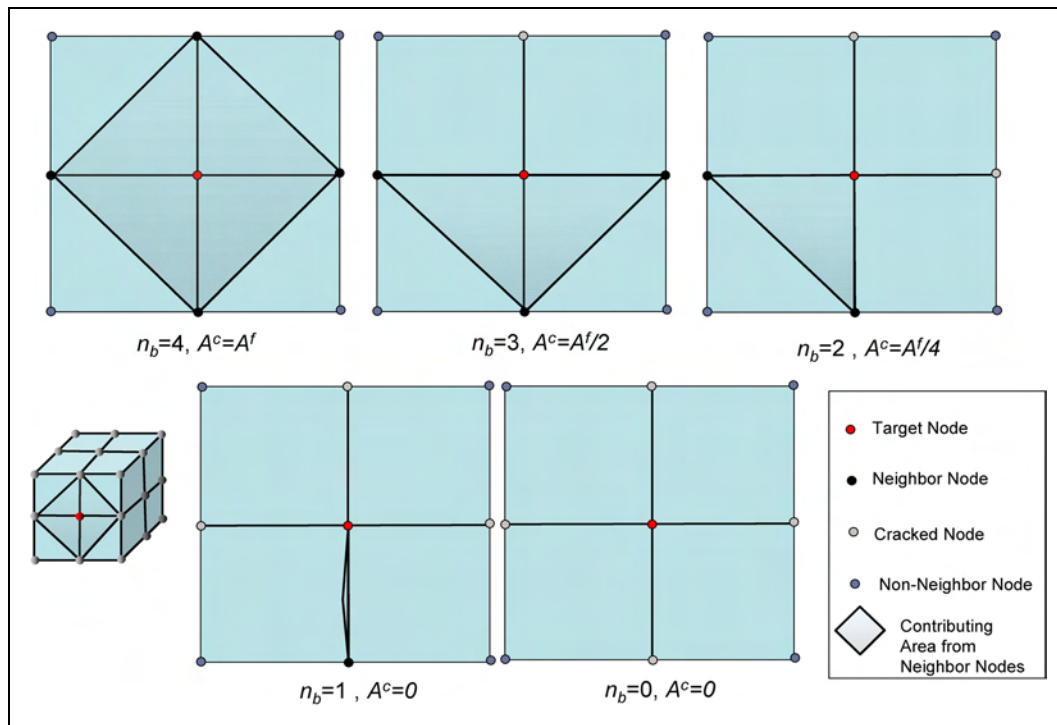 n_b=4, A^c=A^f
n_b=3, A^c=A^f/2
n_b=2 , A^c=A^f/4
n_b=1 , A^c=0
n_b=0, A^c=0
Target Node
Neighbor Node
Cracked Node
Non-Neighbor Node
Contributing
Area from
Neighbor Nodes